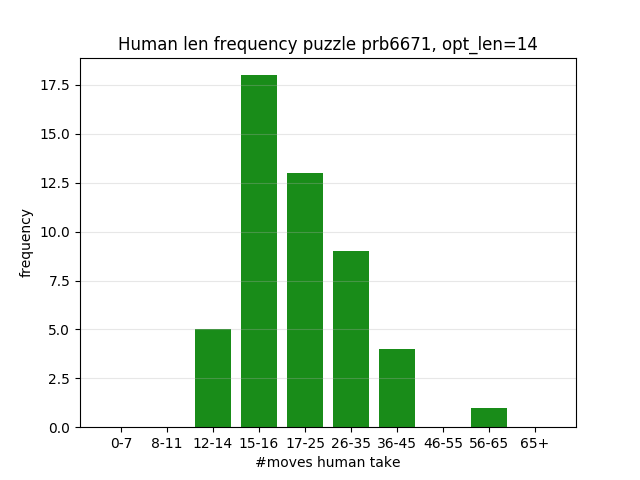 Human len frequency puzzle prb6671, opt_len=14
17.5
15.0
12.5
10.0
7.5
5.0
2.5
0.0
frequency
0-7 8-11 12-14 15-16 17-25 26-35 36-45 46-55 56-65 65+
#moves human take